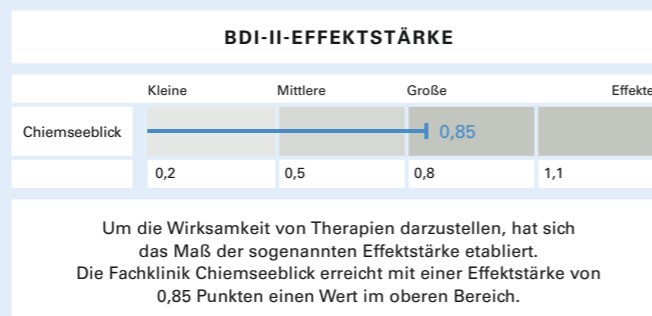 BDI-II-EFFEKTSTÄRKE
Kleine Mittlere Große Effekte
Chiemseeblick 0,85
0,2 0,5 0,8 1,1
Um die Wirksamkeit von Therapien darzustellen, hat sich
das Maß der sogenannten Effektstärke etabliert.
Die Fachklinik Chiemseeblick erreicht mit einer Effektstärke von
0,85 Punkten einen Wert im oberen Bereich.